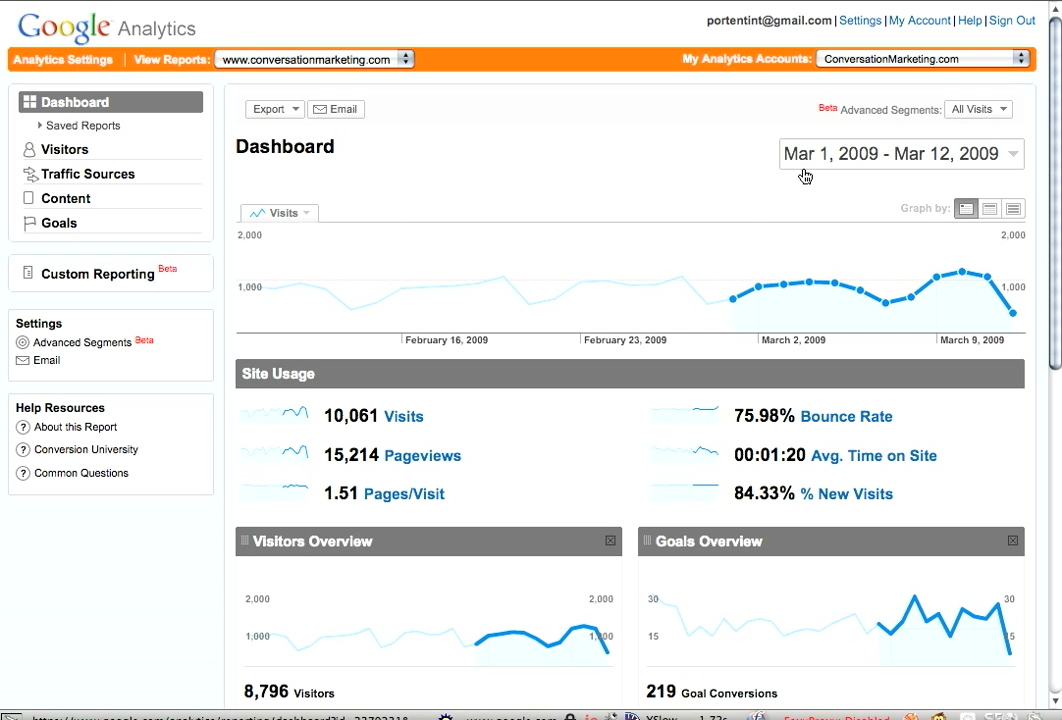 Google Analytics
portentint@gmail.com | Settings | My Account | Help | Sign Out
Analytics Settings | View Reports: www.conversationmarketing.com
My Analytics Accounts: ConversationMarketing.com
Dashboard
Saved Reports
Visitors
Traffic Sources
Content
Goals
Custom Reporting Beta
Settings
Advanced Segments Beta
Email
Help Resources
About this Report
Conversion University
Common Questions
Export
Email
Beta Advanced Segments: All Visits
Dashboard
Mar 1, 2009 - Mar 12, 2009
Visits
Graph by:
2,000 2,000
1,000 1,000
February 16, 2009 February 23, 2009 March 2, 2009 March 9, 2009
Site Usage
10,061 Visits
75.98% Bounce Rate
15,214 Pageviews
00:01:20 Avg. Time on Site
1.51 Pages/Visit
84.33% % New Visits
Visitors Overview
2,000 2,000
1,000 1,000
8,796 Visitors
Goals Overview
30 30
15 15
219 Goal Conversions